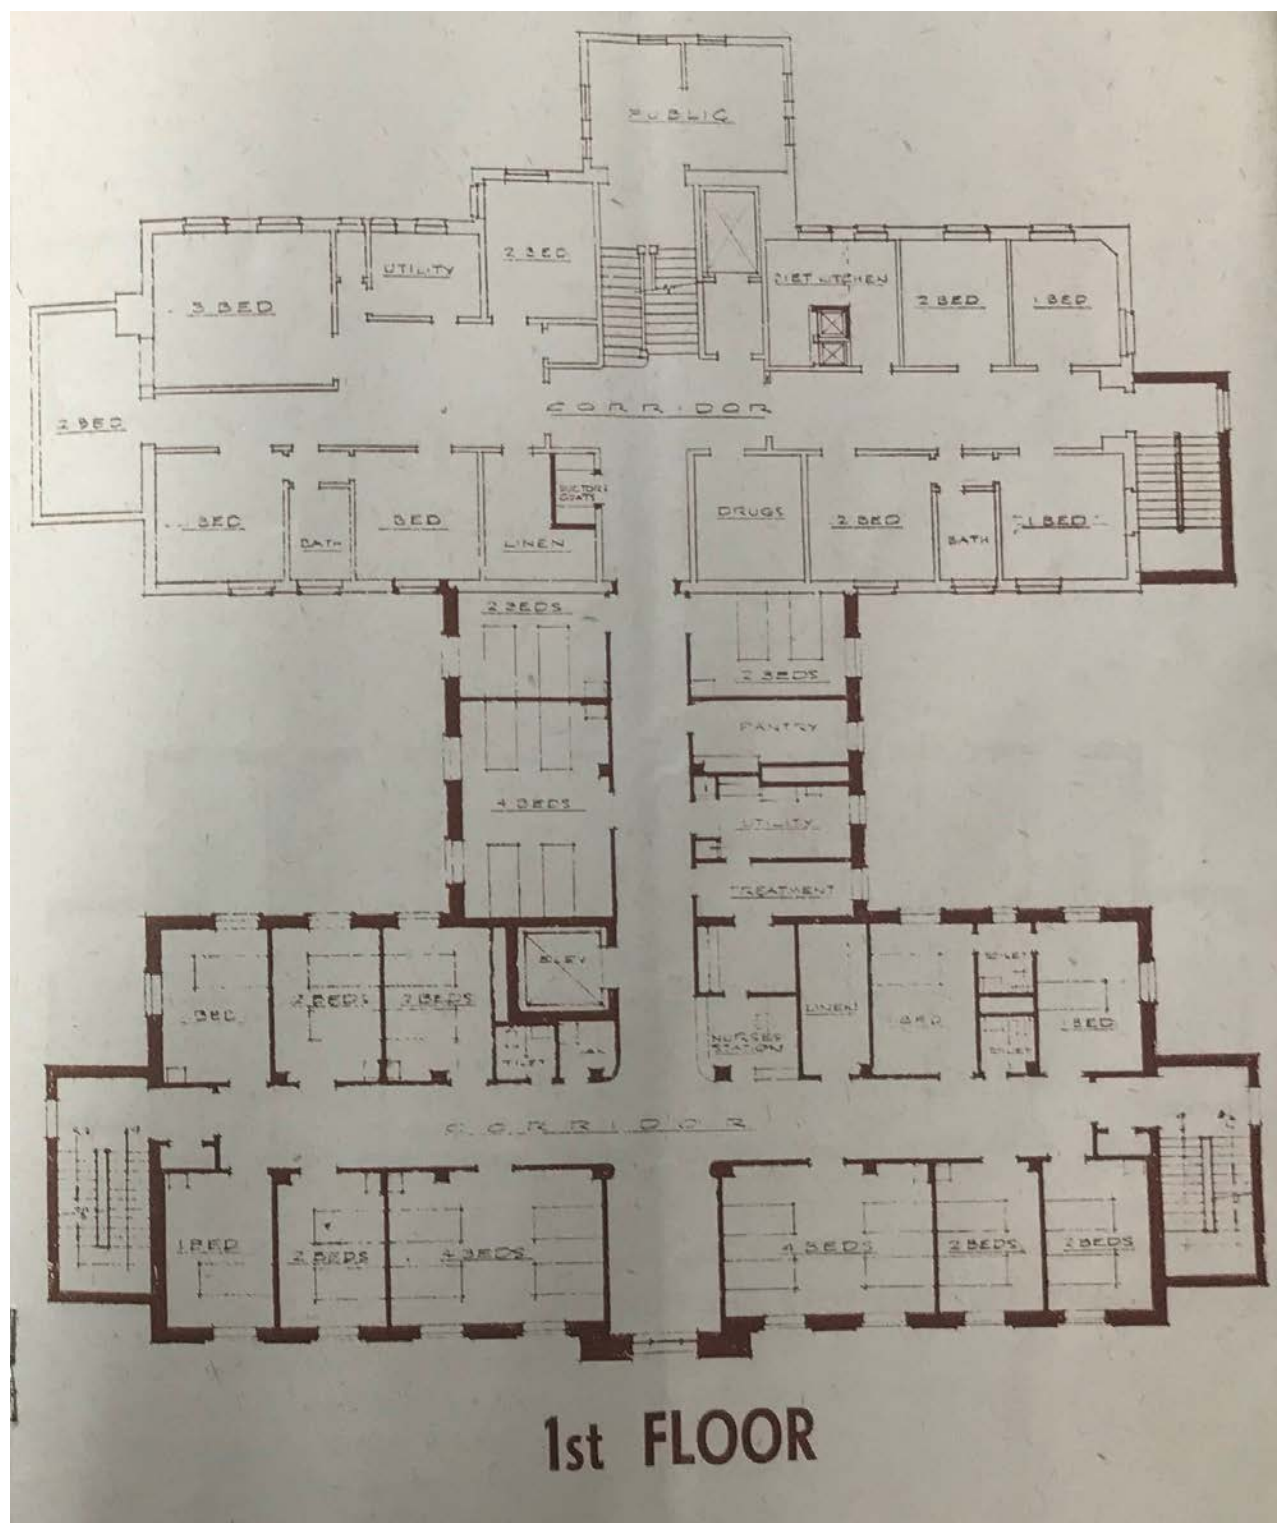 PUBLIC
2 BED
UTILITY
3 BED
DIET KITCHEN
2 BED
1 BED
2 BED
CORRIDOR
BED
BATH
BED
LINEN
DOCTORS
COATS
DRUGS
2 BED
BATH
1 BED
2 BEDS
2 BEDS
PANTRY
4 BEDS
UTILITY
TREATMENT
BED
2 BEDS
2 BEDS
ELEV
TOILET
NURSES
STATION
LINEN
1 BED
TOILET
TOILET
1 BED
CORRIDOR
1 BED
2 BEDS
4 BEDS
4 BEDS
2 BEDS
2 BEDS
1st FLOOR